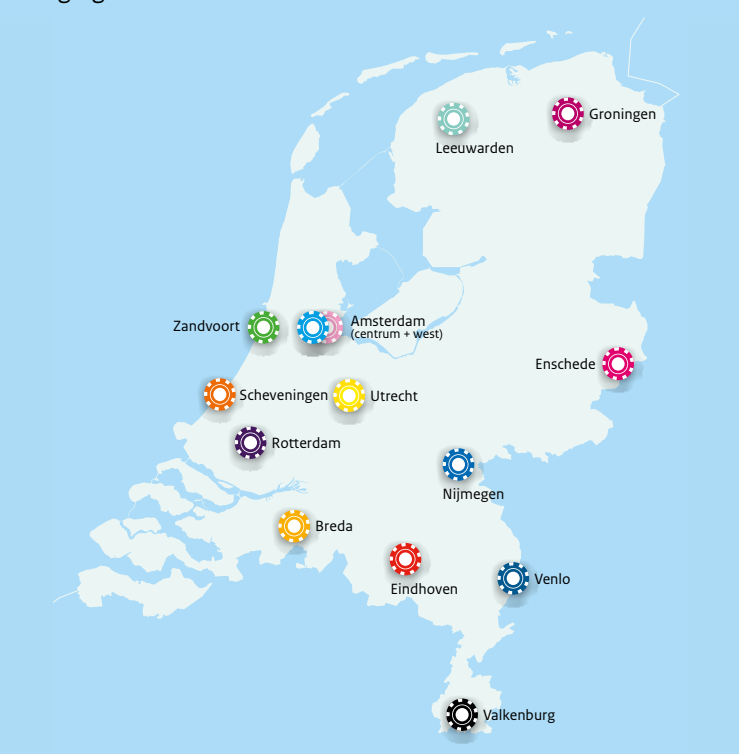 Groningen
Leeuwarden
Zandvoort
Amsterdam
(centrum + west)
Enschede
Scheveningen
Utrecht
Rotterdam
Nijmegen
Breda
Venlo
Eindhoven
Valkenburg